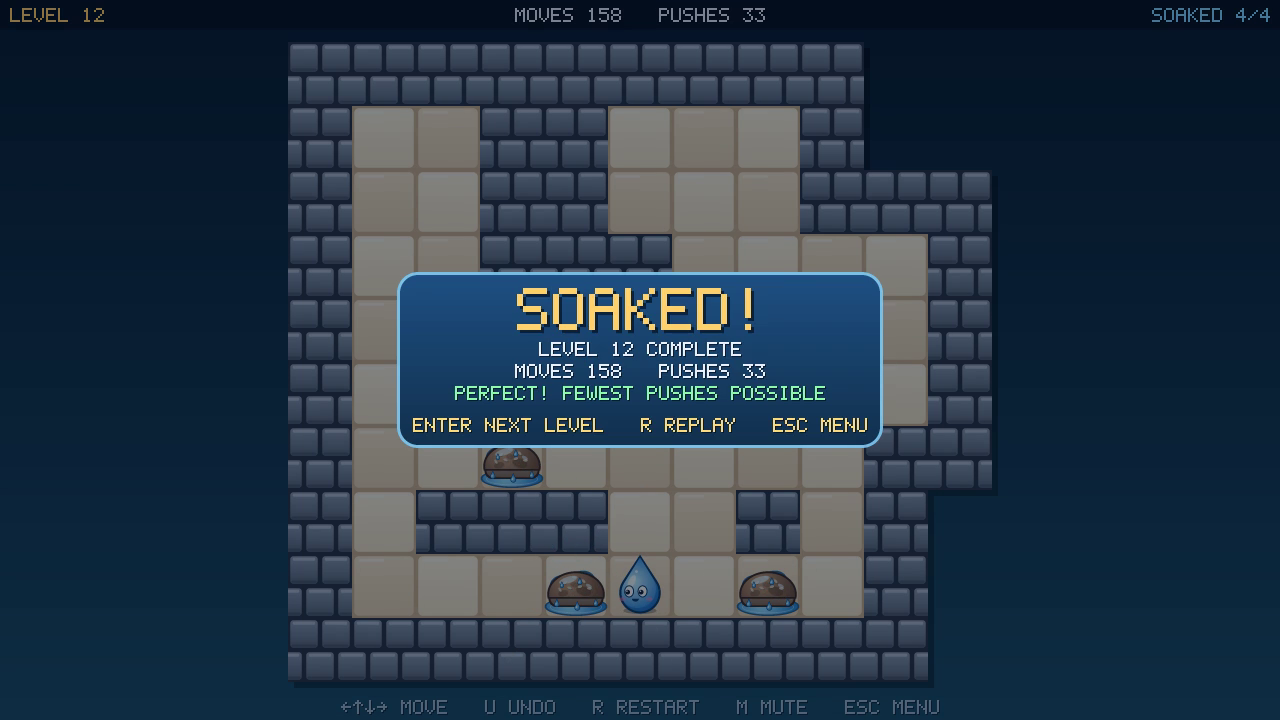 LEVEL 12 MOVES 158 PUSHES 33 SOAKED 4/4
SOAKED!
LEVEL 12 COMPLETE
MOVES 158 PUSHES 33
PERFECT! FEWEST PUSHES POSSIBLE
ENTER NEXT LEVEL R REPLAY ESC MENU
←↑↓→ MOVE U UNDO R RESTART M MUTE ESC MENU